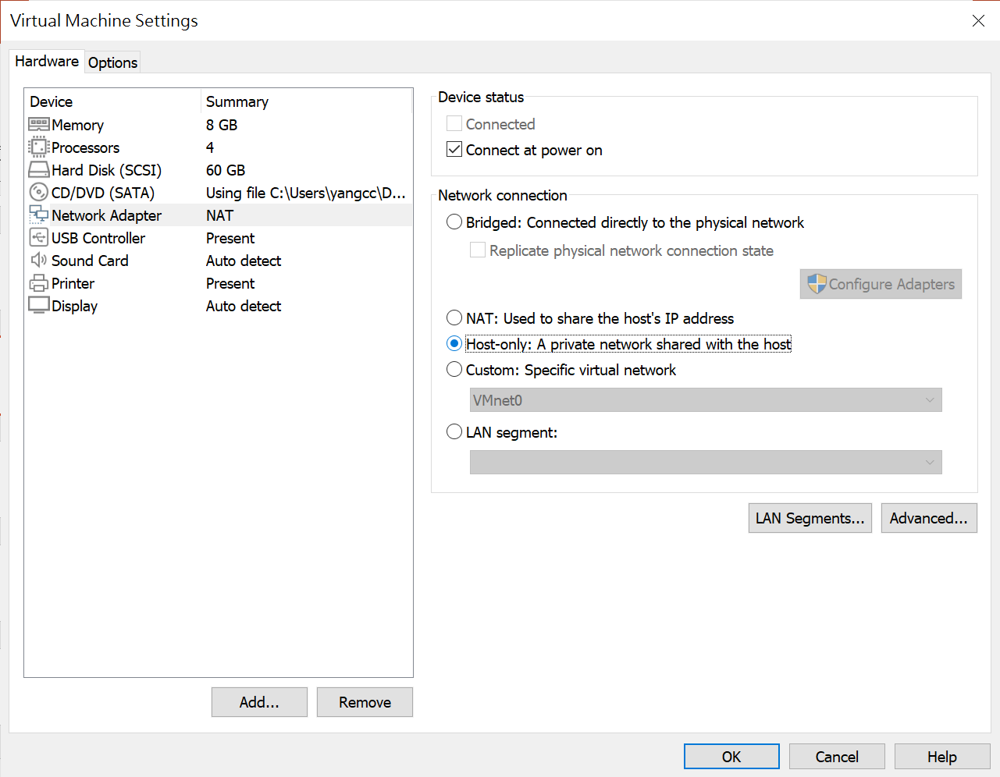 Virtual Machine Settings
Hardware Options
Device Summary
Memory 8 GB
Processors 4
Hard Disk (SCSI) 60 GB
CD/DVD (SATA) Using file C:\Users\yangcc\D...
Network Adapter NAT
USB Controller Present
Sound Card Auto detect
Printer Present
Display Auto detect
Add... Remove
Device status
Connected
Connect at power on
Network connection
Bridged: Connected directly to the physical network
Replicate physical network connection state
Configure Adapters
NAT: Used to share the host's IP address
Host-only: A private network shared with the host
Custom: Specific virtual network
VMnet0
LAN segment:
LAN Segments... Advanced...
OK Cancel Help